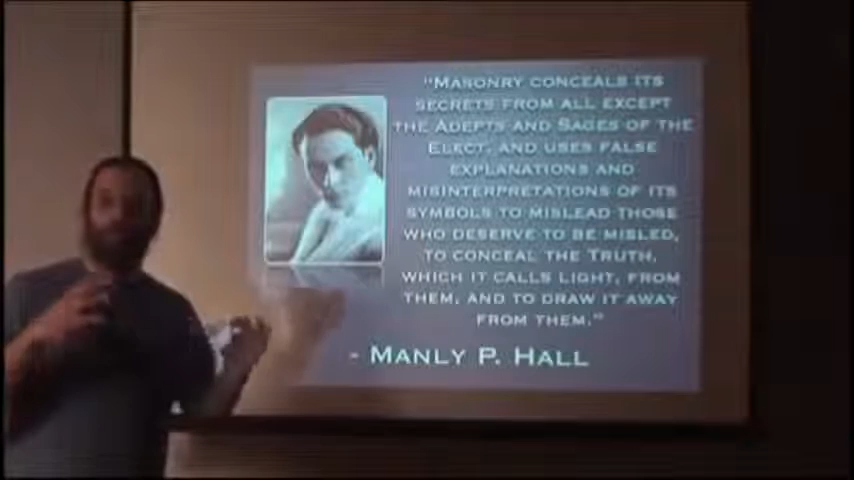 "Masonry conceals its
secrets from all except
the Adepts and Sages of the
Elect, and uses false
explanations and
misinterpretations of its
symbols to mislead those
who deserve to be misled,
to conceal the Truth,
which it calls Light, from
them, and to draw it away
from them."
- Manly P. Hall